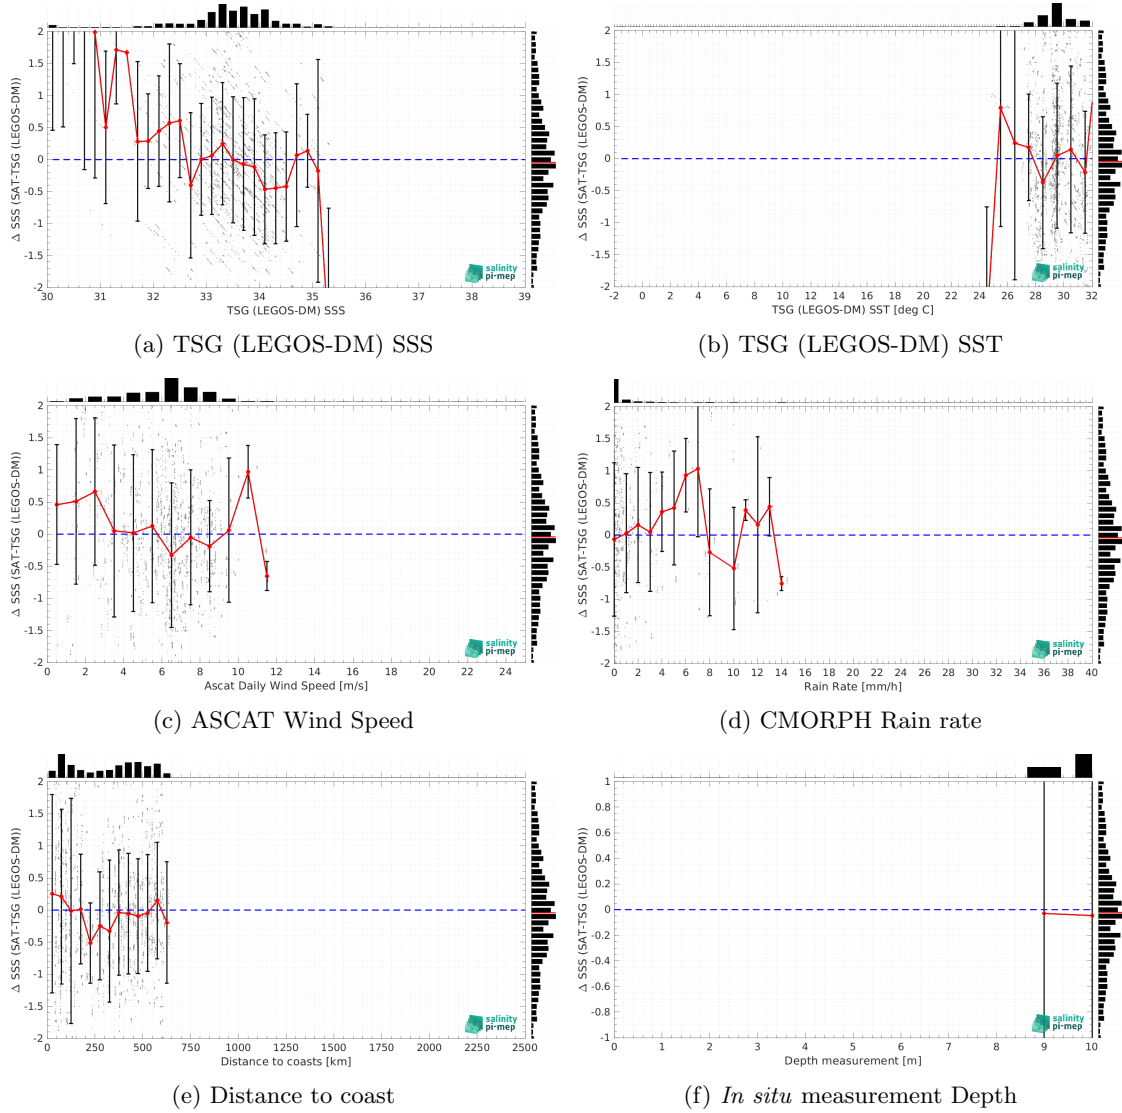 2
1.5
1
0.5
0
-0.5
-1
-1.5
-2
Δ SSS (SAT-TSG (LEGOS-DM))
30 31 32 33 34 35 36 37 38 39
TSG (LEGOS-DM) SSS
salinity
pi-mep
(a) TSG (LEGOS-DM) SSS
2
1.5
1
0.5
0
-0.5
-1
-1.5
-2
Δ SSS (SAT-TSG (LEGOS-DM))
-2 0 2 4 6 8 10 12 14 16 18 20 22 24 26 28 30 32
TSG (LEGOS-DM) SST [deg C]
salinity
pi-mep
(b) TSG (LEGOS-DM) SST
2
1.5
1
0.5
0
-0.5
-1
-1.5
-2
Δ SSS (SAT-TSG (LEGOS-DM))
0 2 4 6 8 10 12 14 16 18 20 22 24
Ascat Daily Wind Speed [m/s]
salinity
pi-mep
(c) ASCAT Wind Speed
2
1.5
1
0.5
0
-0.5
-1
-1.5
-2
Δ SSS (SAT-TSG (LEGOS-DM))
0 2 4 6 8 10 12 14 16 18 20 22 24 26 28 30 32 34 36 38 40
Rain Rate [mm/h]
salinity
pi-mep
(d) CMORPH Rain rate
2
1.5
1
0.5
0
-0.5
-1
-1.5
-2
Δ SSS (SAT-TSG (LEGOS-DM))
0 250 500 750 1000 1250 1500 1750 2000 2250 2500
Distance to coasts [km]
salinity
pi-mep
(e) Distance to coast
1
0.8
0.6
0.4
0.2
0
-0.2
-0.4
-0.6
-0.8
-1
Δ SSS (SAT-TSG (LEGOS-DM))
0 1 2 3 4 5 6 7 8 9 10
Depth measurement [m]
salinity
pi-mep
(f) In situ measurement Depth